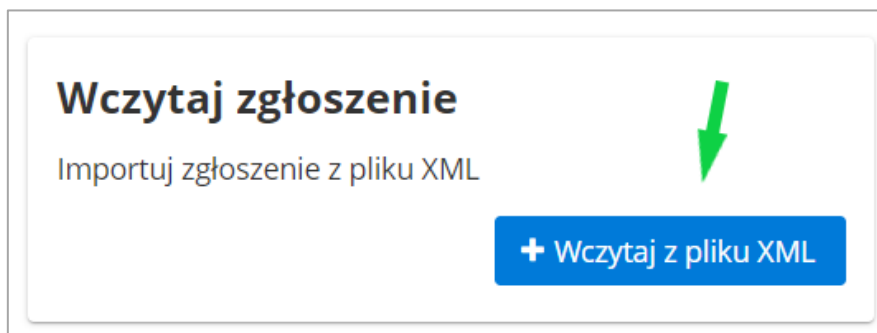 Wczytaj zgłoszenie
Importuj zgłoszenie z pliku XML
+ Wczytaj z pliku XML